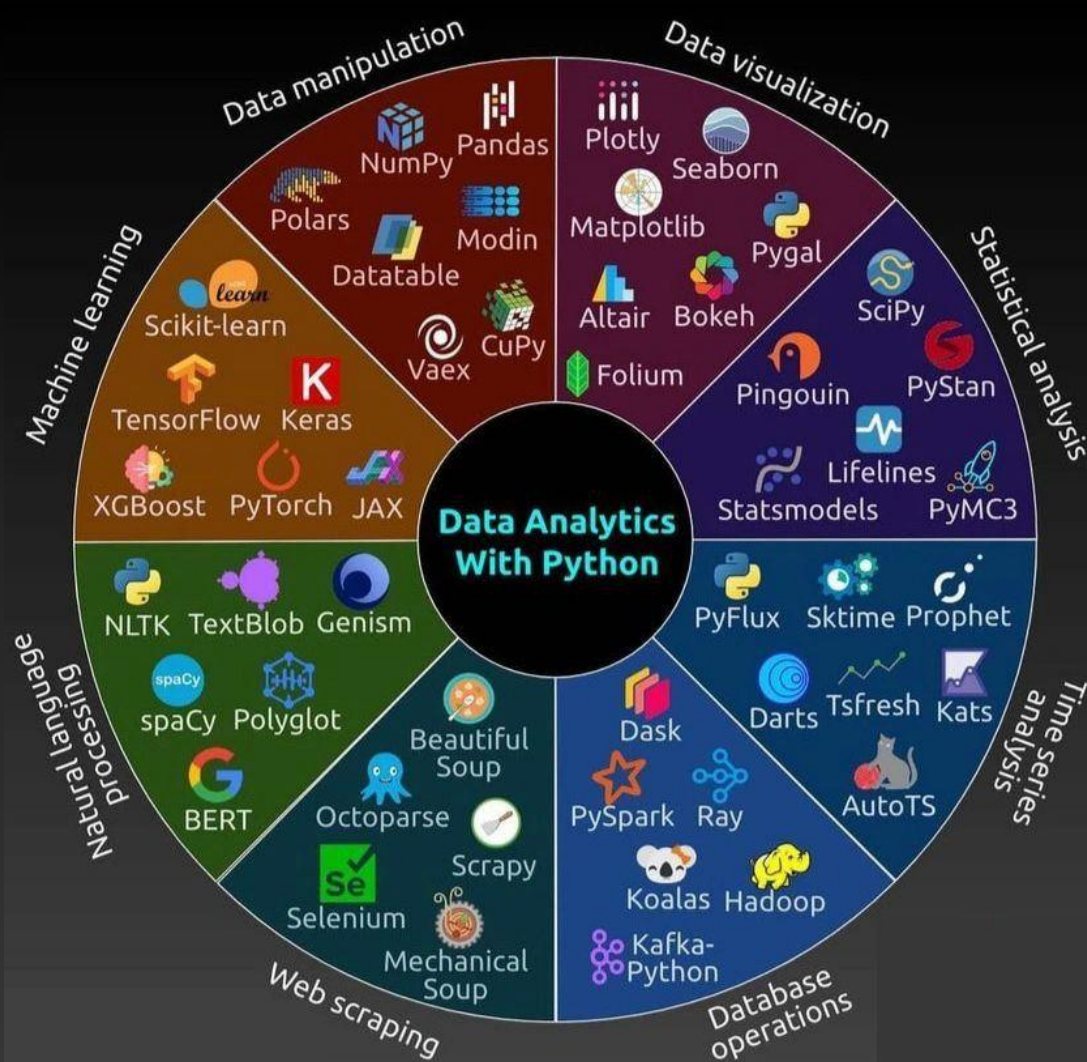 Data Analytics
With Python
Data manipulation
Pandas
NumPy
Polars
Modin
Datatable
CuPy
Vaex
Data visualization
Plotly
Seaborn
Matplotlib
Pygal
Altair
Bokeh
Folium
Statistical analysis
SciPy
Pingouin
PyStan
Lifelines
Statsmodels
PyMC3
Time series
analysis
PyFlux
Sktime
Prophet
Darts
Tsfresh
Kats
AutoTS
Database
operations
Dask
PySpark
Ray
Koalas
Hadoop
Kafka-
Python
Web scraping
Beautiful
Soup
Octoparse
Scrapy
Se
Selenium
Mechanical
Soup
Natural language
processing
NLTK
TextBlob
Genism
spaCy
spaCy
Polyglot
G
BERT
Machine learning
learn
Scikit-learn
TensorFlow
K
Keras
XGBoost
PyTorch
JAX
JAX